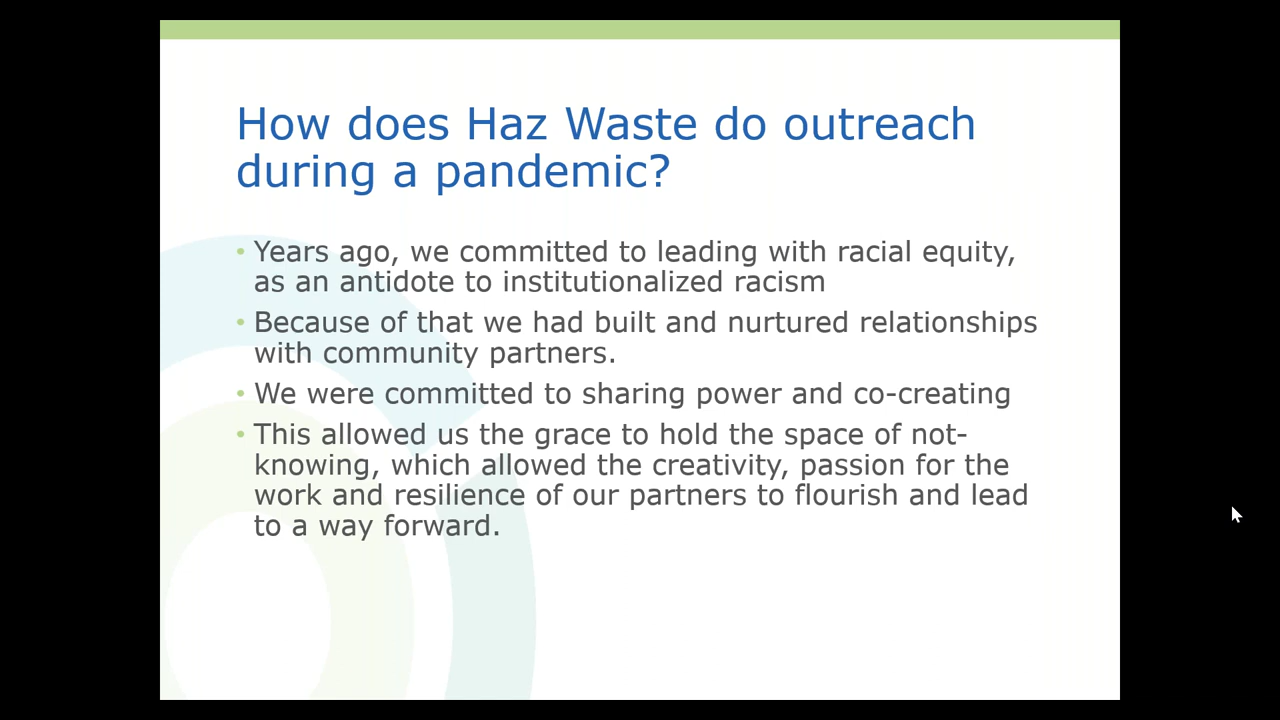 How does Haz Waste do outreach
during a pandemic?
• Years ago, we committed to leading with racial equity,
as an antidote to institutionalized racism
• Because of that we had built and nurtured relationships
with community partners.
• We were committed to sharing power and co-creating
• This allowed us the grace to hold the space of not-
knowing, which allowed the creativity, passion for the
work and resilience of our partners to flourish and lead
to a way forward.